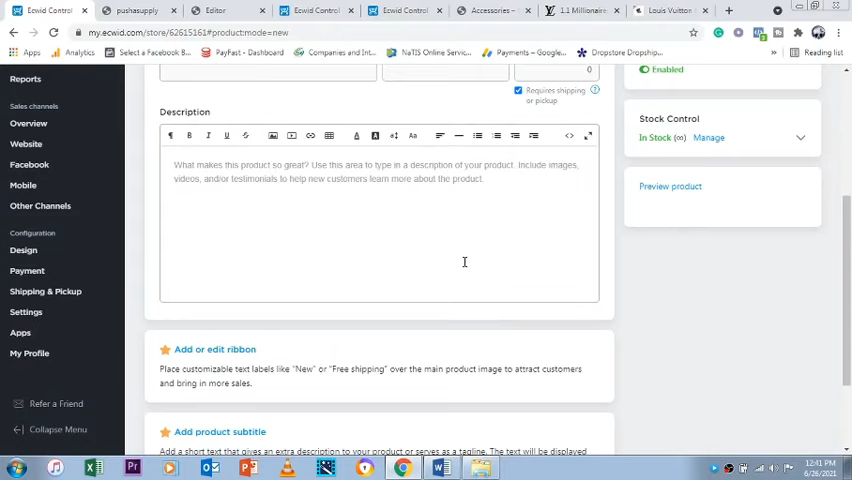 Ecwid Control
pushasupply
Editor
Ecwid Control
Ecwid Control
Accessories –
1.1 Millionaire
Louis Vuitton
my.ecwid.com/store/62615161#product:mode=new
Apps
Analytics
Select a Facebook B...
PayFast - Dashboard
Companies and Int...
NaTIS Online Servic...
Payments – Google...
Dropstore Dropship...
Reading list
Reports
Sales channels
Overview
Website
Facebook
Mobile
Other Channels
Configuration
Design
Payment
Shipping & Pickup
Settings
Apps
My Profile
Refer a Friend
Collapse Menu
0
Requires shipping
or pickup
Description
What makes this product so great? Use this area to type in a description of your product. Include images,
videos, and/or testimonials to help new customers learn more about the product.
Add or edit ribbon
Place customizable text labels like "New" or "Free shipping" over the main product image to attract customers
and bring in more sales.
Add product subtitle
Add a short text that gives an extra description to your product or serves as a tagline. The text will be displayed
Enabled
Stock Control
In Stock (∞) Manage
Preview product
12:41 PM
6/26/2021